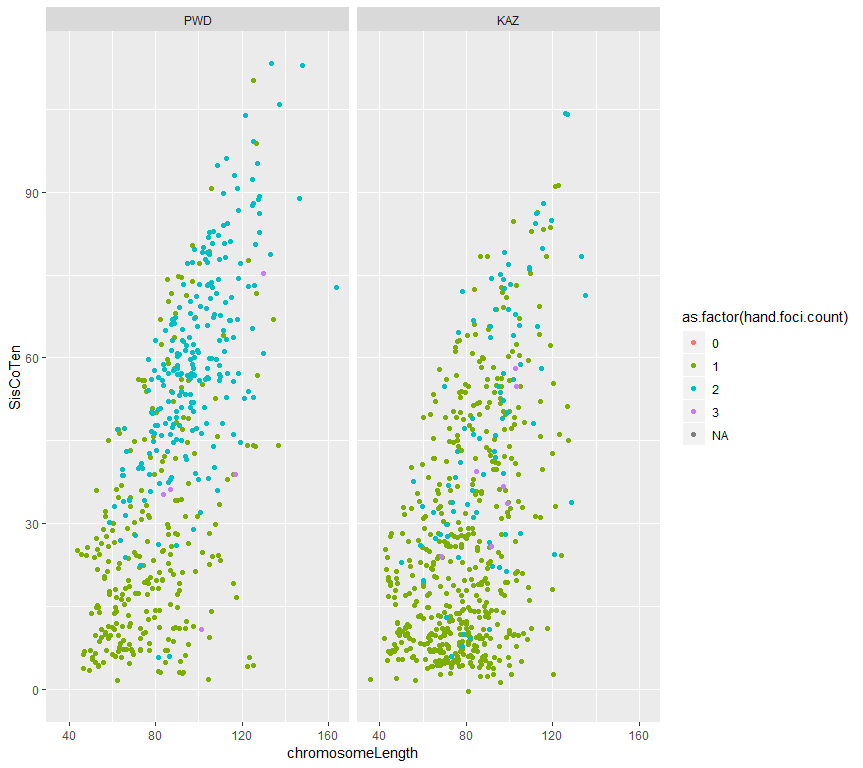 PWD KAZ
90
60
30
0
SisCoTen
40 80 120 160 40 80 120 160
chromosomeLength
as.factor(hand.foci.count)
0
1
2
3
NA